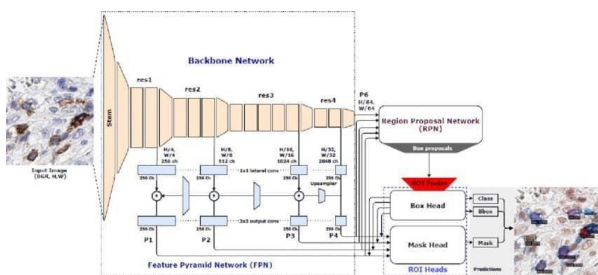 Backbone Network
res1
res2
res3
res4
Stem
Input Image
(BGR, H,W)
P6
H/64,
W/64
Region Proposal Network
(RPN)
Box proposals
H/4,
W/4
256 ch
H/8,
W/8
512 ch
H/16,
W/16
1024 ch
H/32,
W/32
2048 ch
1x1 lateral conv
256 Ch
256 Ch
256 Ch
256 Ch
Upsampler
3x3 output conv
256 Ch
256 Ch
256 Ch
256 Ch
P1
P2
P3
P4
Feature Pyramid Network (FPN)
Box Head
Mask Head
ROI Heads
Class
Bbox
Mask
Predictions